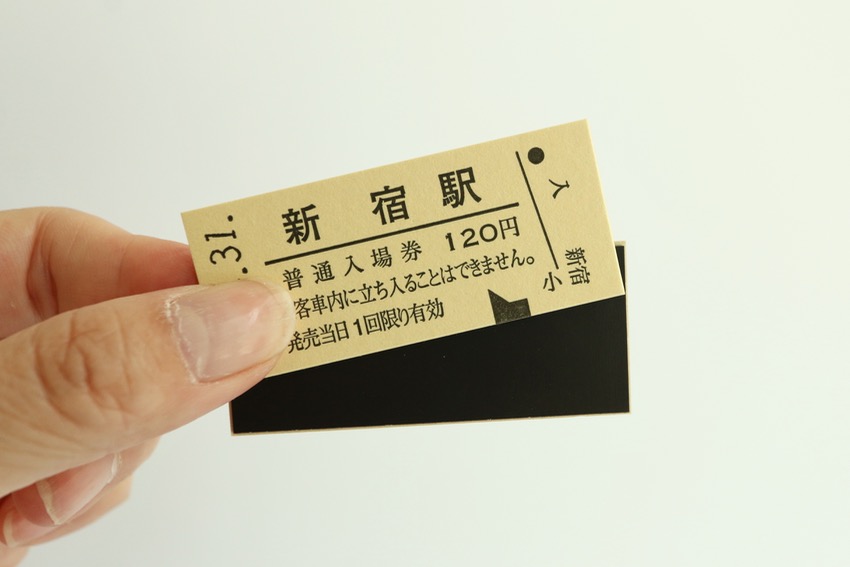 .31.
新宿駅
普通入場券 120円
客車内に立ち入ることはできません。
発売当日1回限り有効
入
小 新宿